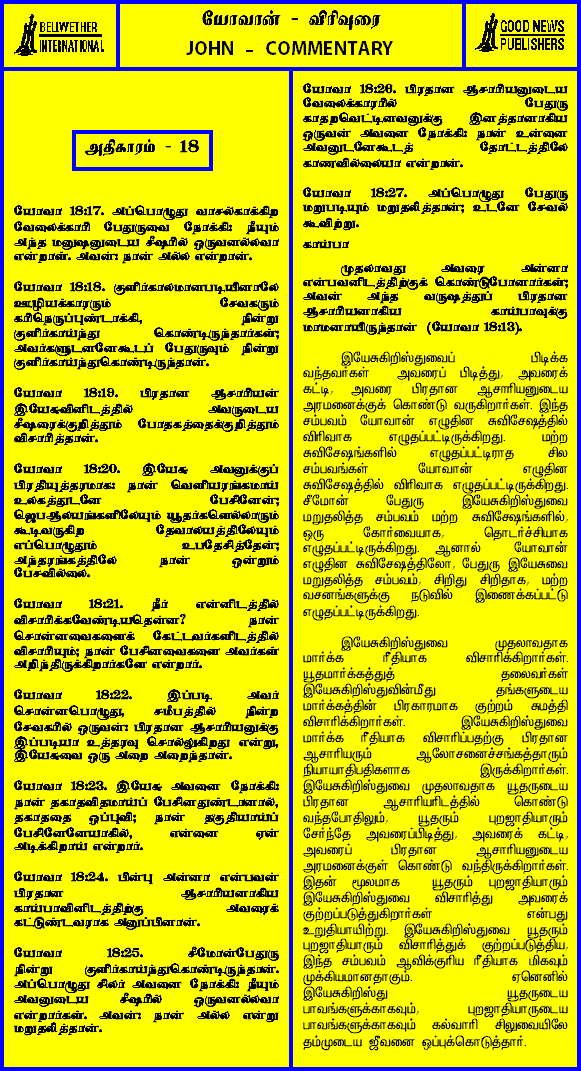 BELLWETHER
INTERNATIONAL
யோவான் - விரிவுரை
JOHN - COMMENTARY
GOOD NEWS
PUBLISHERS
அதிகாரம் - 18
யோவா 18:17. அப்பொழுது வாசல்காக்கிற
வேலைக்காரி பேதுருவை நோக்கி: நீயும்
அந்த மனுஷனுடைய சீஷரில் ஒருவனல்லவா
என்றாள். அவன்: நான் அல்ல என்றான்.
யோவா 18:18. குளிர்காலமானபடியினாலே
ஊழியக்காரரும் சேவகரும்
கரிநெருப்புண்டாக்கி, நின்று
குளிர்காய்ந்து கொண்டிருந்தார்கள்;
அவர்களுடனேகூடப் பேதுருவும் நின்று
குளிர்காய்ந்துகொண்டிருந்தான்.
யோவா 18:19. பிரதான ஆசாரியன்
இயேசுவினிடத்தில் அவருடைய
சீஷரைக்குறித்தும் போதகத்தைக்குறித்தும்
விசாரித்தான்.
யோவா 18:20. இயேசு அவனுக்குப்
பிரதியுத்தரமாக: நான் வெளியரங்கமாய்
உலகத்துடனே பேசினேன்;
ஜெபஆலயங்களிலேயும் யூதர்களெல்லாரும்
கூடிவருகிற தேவாலயத்திலேயும்
எப்பொழுதும் உபதேசித்தேன்;
அந்தரங்கத்திலே நான் ஒன்றும்
பேசவில்லை.
யோவா 18:21. நீர் என்னிடத்தில்
விசாரிக்கவேண்டியதென்ன? நான்
சொன்னவைகளைக் கேட்டவர்களிடத்தில்
விசாரியும்; நான் பேசினவைகளை அவர்கள்
அறிந்திருக்கிறார்களே என்றார்.
யோவா 18:22. இப்படி அவர்
சொன்னபொழுது, சமீபத்தில் நின்ற
சேவகரில் ஒருவன்: பிரதான ஆசாரியனுக்கு
இப்படியா உத்தரவு சொல்லுகிறது என்று,
இயேசுவை ஒரு அறை அறைந்தான்.
யோவா 18:23. இயேசு அவனை நோக்கி:
நான் தகாதவிதமாய்ப் பேசினதுண்டானால்,
தகாததை ஒப்புவி; நான் தகுதியாய்ப்
பேசினேனேயாகில், என்னை ஏன்
அடிக்கிறாய் என்றார்.
யோவா 18:24. பின்பு அன்னா என்பவன்
பிரதான ஆசாரியனாகிய
காய்பாவினிடத்திற்கு அவரைக்
கட்டுண்டவராக அனுப்பினான்.
யோவா 18:25. சீமோன்பேதுரு
நின்று குளிர்காய்ந்துகொண்டிருந்தான்.
அப்பொழுது சிலர் அவனை நோக்கி: நீயும்
அவனுடைய சீஷரில் ஒருவனல்லவா
என்றார்கள். அவன்: நான் அல்ல என்று
மறுதலித்தான்.
யோவா 18:26. பிரதான ஆசாரியனுடைய
வேலைக்காரரில் பேதுரு
காதறவெட்டினவனுக்கு இனத்தானாகிய
ஒருவன் அவனை நோக்கி: நான் உன்னை
அவனுடனேகூடத் தோட்டத்திலே
காணவில்லையா என்றான்.
யோவா 18:27. அப்பொழுது பேதுரு
மறுபடியும் மறுதலித்தான்; உடனே சேவல்
கூவிற்று.
காய்பா
முதலாவது அவரை அன்னா
என்பவனிடத்திற்குக் கொண்டுபோனார்கள்;
அவன் அந்த வருஷத்துப் பிரதான
ஆசாரியனாகிய காய்பாவுக்கு
மாமனாயிருந்தான் (யோவா 18:13).
இயேசுகிறிஸ்துவைப் பிடிக்க
வந்தவர்கள் அவரைப் பிடித்து, அவரைக்
கட்டி, அவரை பிரதான ஆசாரியனுடைய
அரமனைக்குக் கொண்டு வருகிறார்கள். இந்த
சம்பவம் யோவான் எழுதின சுவிசேஷத்தில்
விரிவாக எழுதப்பட்டிருக்கிறது. மற்ற
சுவிசேஷங்களில் எழுதப்பட்டிராத சில
சம்பவங்கள் யோவான் எழுதின
சுவிசேஷத்தில் விரிவாக எழுதப்பட்டிருக்கிறது.
சீமோன் பேதுரு இயேசுகிறிஸ்துவை
மறுதலித்த சம்பவம் மற்ற சுவிசேஷங்களில்,
ஒரு கோர்வையாக, தொடர்ச்சியாக
எழுதப்பட்டிருக்கிறது. ஆனால் யோவான்
எழுதின சுவிசேஷத்திலோ, பேதுரு இயேசுவை
மறுதலித்த சம்பவம், சிறிது சிறிதாக, மற்ற
வசனங்களுக்கு நடுவில் இணைக்கப்பட்டு
எழுதப்பட்டிருக்கிறது.
இயேசுகிறிஸ்துவை முதலாவதாக
மார்க்க ரீதியாக விசாரிக்கிறார்கள்.
யூதமார்க்கத்துத் தலைவர்கள்
இயேசுகிறிஸ்துவின்மீது தங்களுடைய
மார்க்கத்தின் பிரகாரமாக குற்றம் சுமத்தி
விசாரிக்கிறார்கள். இயேசுகிறிஸ்துவை
மார்க்க ரீதியாக விசாரிப்பதற்கு பிரதான
ஆசாரியரும் ஆலோசனைச்சங்கத்தாரும்
நியாயாதிபதிகளாக இருக்கிறார்கள்.
இயேசுகிறிஸ்துவை முதலாவதாக யூதருடைய
பிரதான ஆசாரியரிடத்தில் கொண்டு
வந்தபோதிலும், யூதரும் புறஜாதியாரும்
சேர்ந்தே அவரைப்பிடித்து, அவரைக் கட்டி,
அவரைப் பிரதான ஆசாரியனுடைய
அரமனைக்குள் கொண்டு வந்திருக்கிறார்கள்.
இதன் மூலமாக யூதரும் புறஜாதியாரும்
இயேசுகிறிஸ்துவை விசாரித்து அவரைக்
குற்றப்படுத்துகிறார்கள் என்பது
உறுதியாயிற்று. இயேசுகிறிஸ்துவை யூதரும்
புறஜாதியாரும் விசாரித்துக் குற்றப்படுத்திய,
இந்த சம்பவம் ஆவிக்குரிய ரீதியாக மிகவும்
முக்கியமானதாகும். ஏனெனில்
இயேசுகிறிஸ்து யூதருடைய
பாவங்களுக்காகவும், புறஜாதியாருடைய
பாவங்களுக்காகவும் கல்வாரி சிலுவையிலே
தம்முடைய ஜீவனை ஒப்புக்கொடுத்தார்.